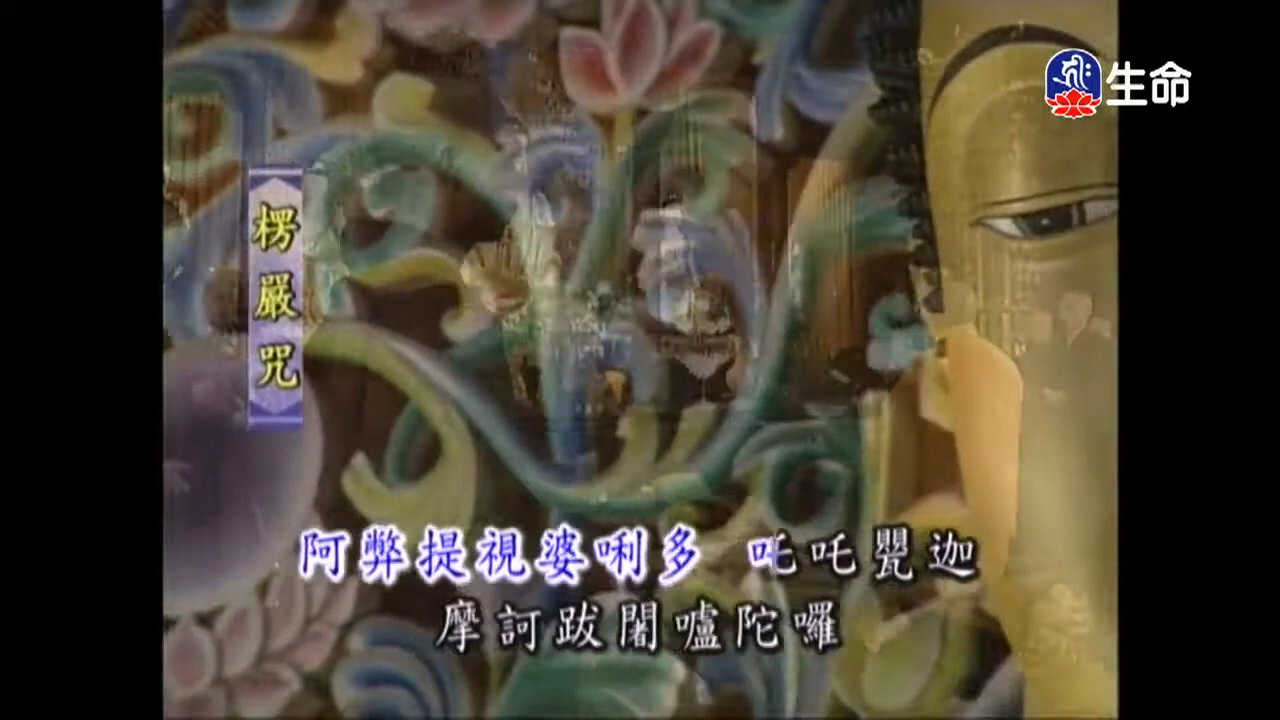 生命
楞嚴咒
阿弊提視婆唎多 吒吒甖迦
摩訶跋闍嚧陀囉